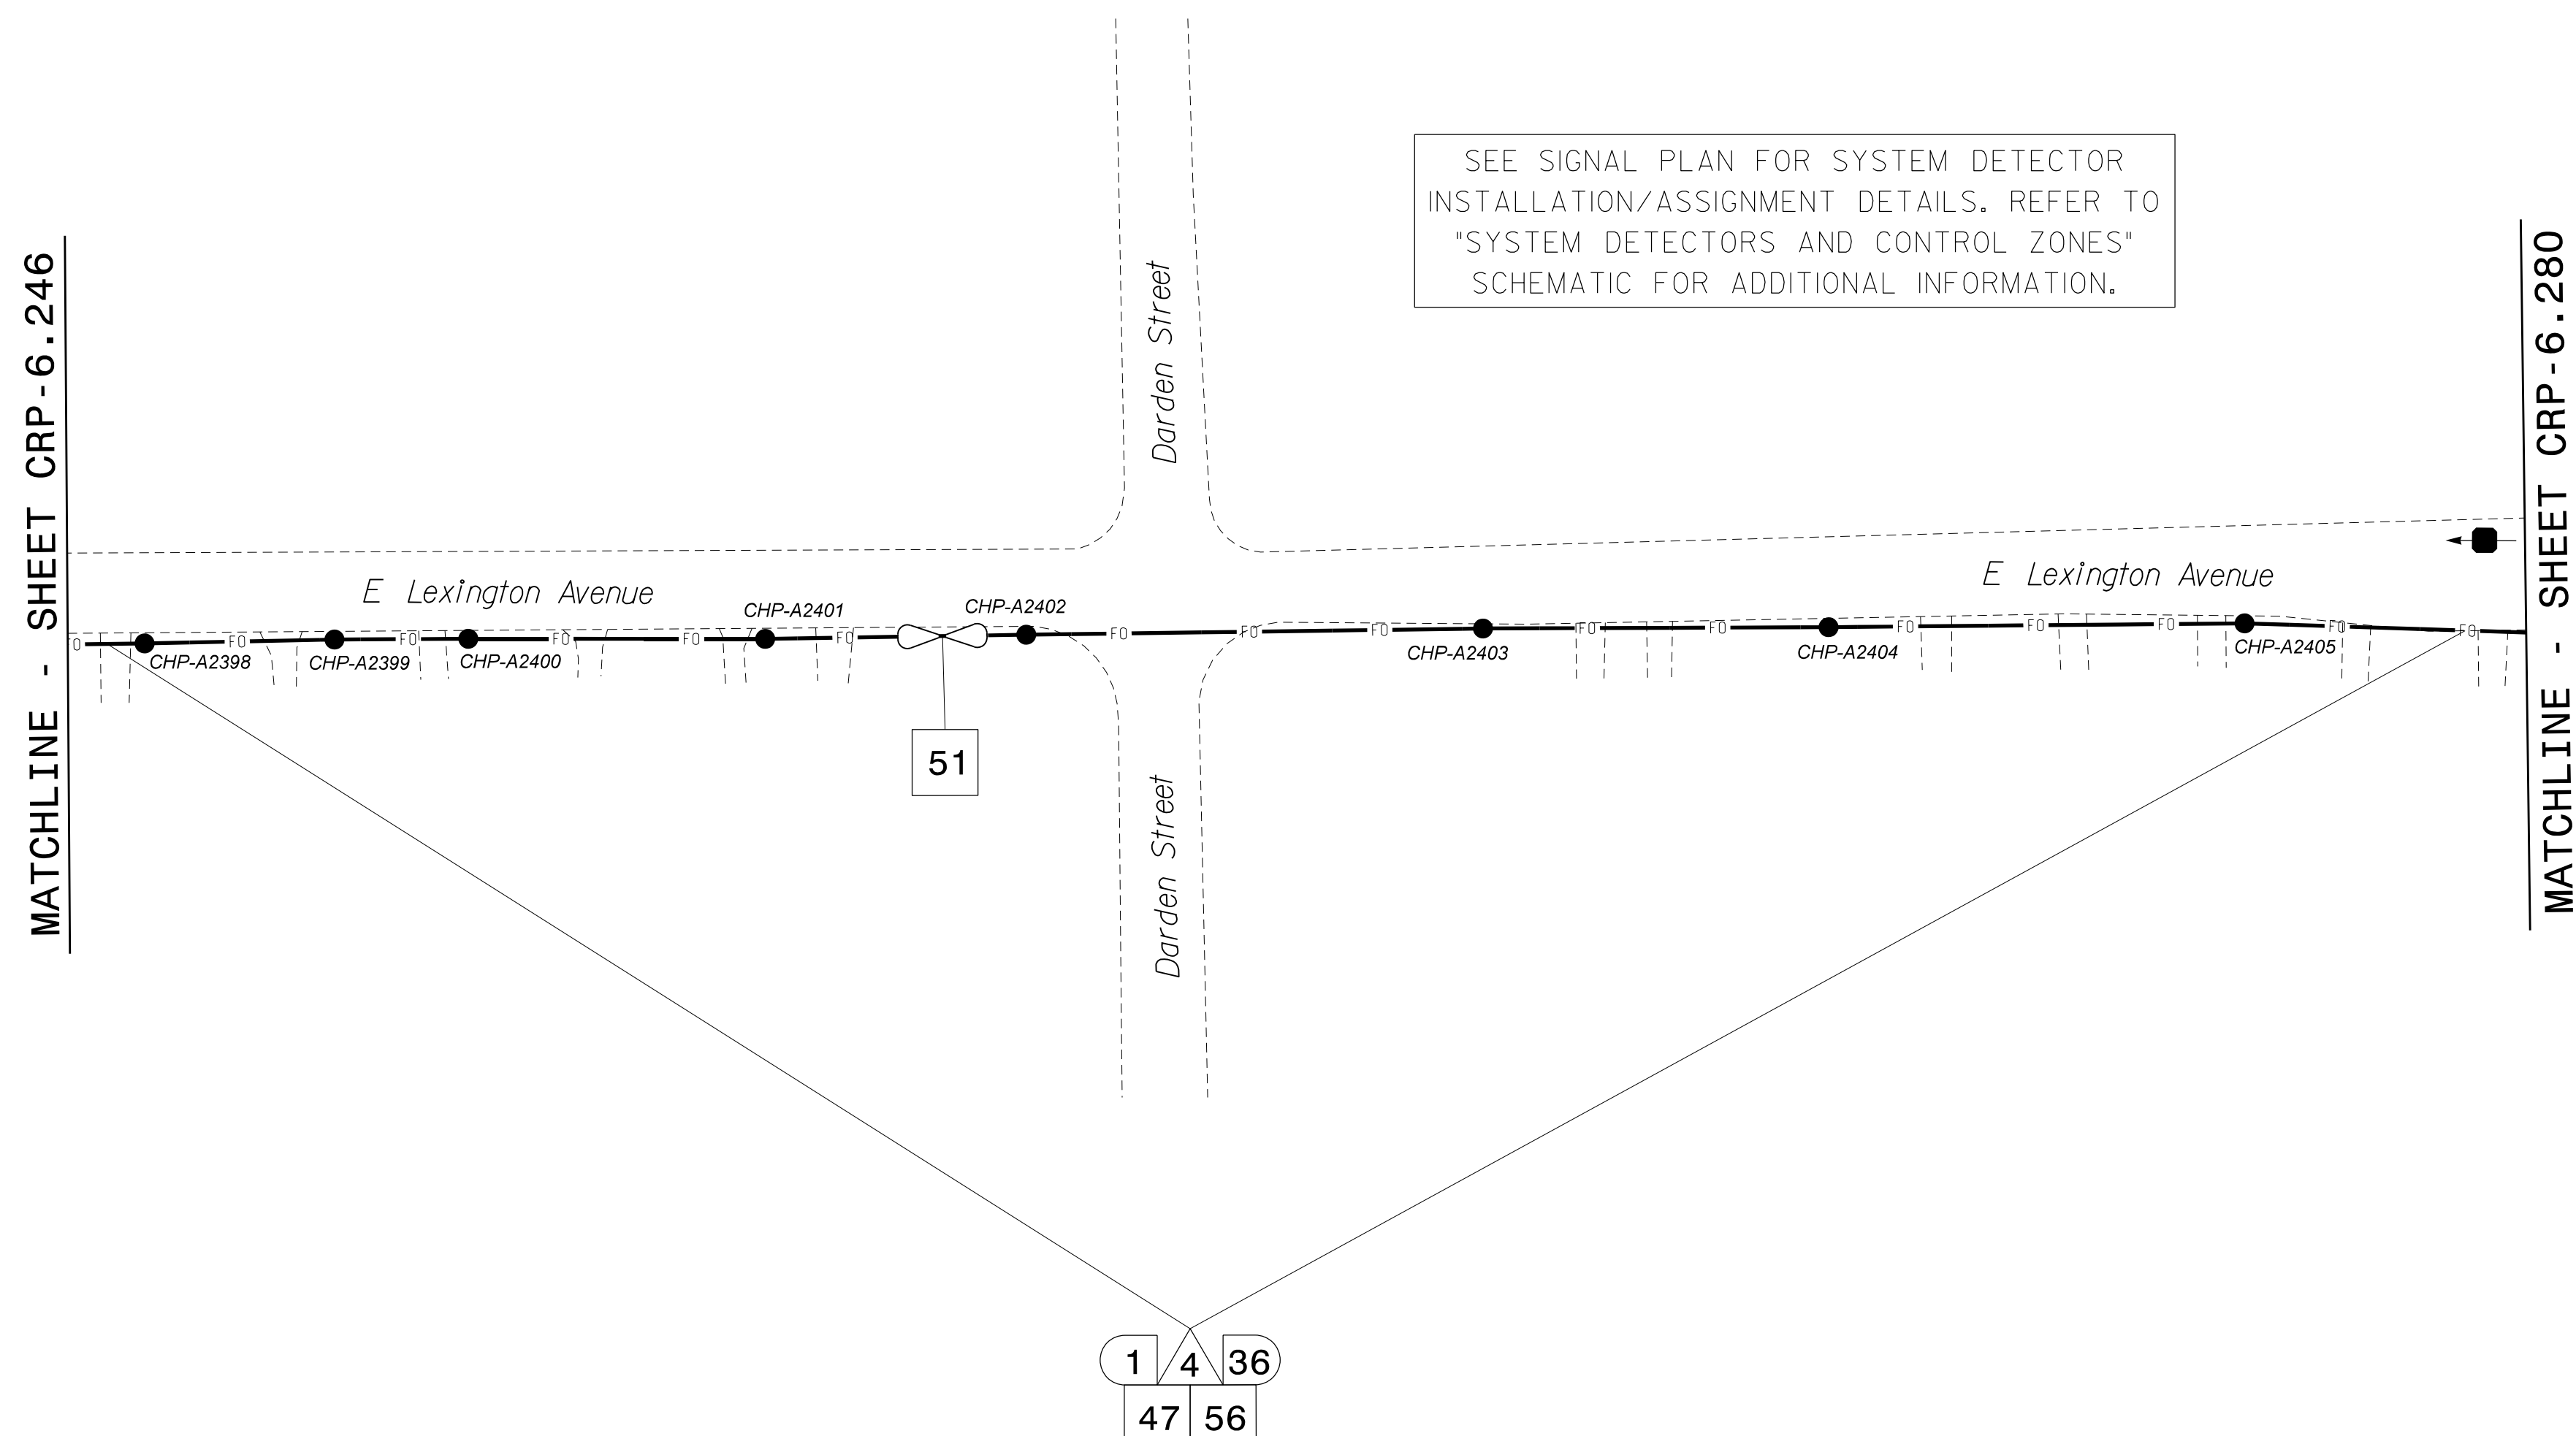 SEE SIGNAL PLAN FOR SYSTEM DETECTOR
INSTALLATION/ASSIGNMENT DETAILS. REFER TO
"SYSTEM DETECTORS AND CONTROL ZONES"
SCHEMATIC FOR ADDITIONAL INFORMATION.
MATCHLINE - SHEET CRP-6.246
MATCHLINE - SHEET CRP-6.280
Darden Street
E Lexington Avenue
E Lexington Avenue
CHP-A2401
CHP-A2402
O FO FO FO FO FO FO FO FO FO FO FO FO FO FO FO
CHP-A2398
CHP-A2399
CHP-A2400
CHP-A2403
CHP-A2404
CHP-A2405
51
Darden Street
1 4 36
47 56